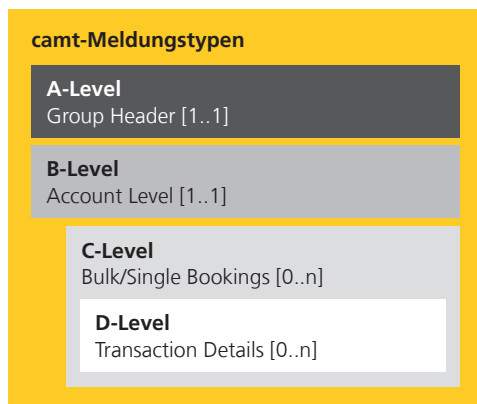 camt-Meldungstypen
A-Level
Group Header [1..1]
B-Level
Account Level [1..1]
C-Level
Bulk/Single Bookings [0..n]
D-Level
Transaction Details [0..n]